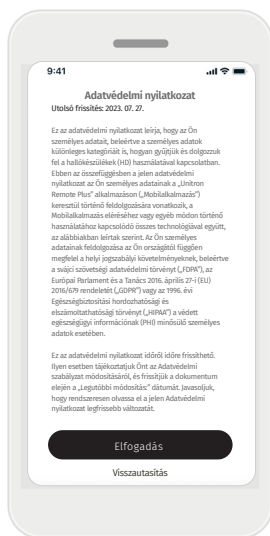 9:41
Adatvédelmi nyilatkozat
Utolsó frissítés: 2023. 07. 27.
Ez az adatvédelmi nyilatkozat leírja, hogy az Ön
személyes adatait, beleértve a személyes adatok
különleges kategóriáit is, hogyan gyűjtjük és dolgozzuk
fel a hallókészülékek (HD) használatával kapcsolatban.
Ebben az összefüggésben a jelen adatvédelmi
nyilatkozat az Ön személyes adatainak a „Unitron
Remote Plus” alkalmazáson („Mobilalkalmazás”)
keresztül történő feldolgozására vonatkozik, a
Mobilalkalmazás eléréséhez vagy egyéb módon történő
használatához kapcsolódó összes technológiával együtt,
az alábbiakban leírtak szerint. Az Ön személyes
adatainak feldolgozása az Ön országától függően
megfelel a helyi jogszabályi követelményeknek, beleértve
a svájci szövetségi adatvédelmi törvényt („FDPA”), az
Európai Parlament és a Tanács 2016. április 27-i (EU)
2016/679 rendeletét („GDPR”) vagy az 1996. évi
Egészségbiztosítási hordozhatósági és
elszámoltathatósági törvényt („HIPAA”) a védett
egészségügyi információnak (PHI) minősülő személyes
adatok esetében.
Ez az adatvédelmi nyilatkozat időről időre frissíthető.
Ilyen esetben tájékoztatjuk Önt az Adatvédelmi
szabályzat módosításáról, és frissítjük a dokumentum
elején a „Legutóbbi módosítás:” dátumát. Javasoljuk,
hogy rendszeresen olvassa el a jelen Adatvédelmi
nyilatkozat legfrissebb változatát.
Elfogadás
Visszautasítás